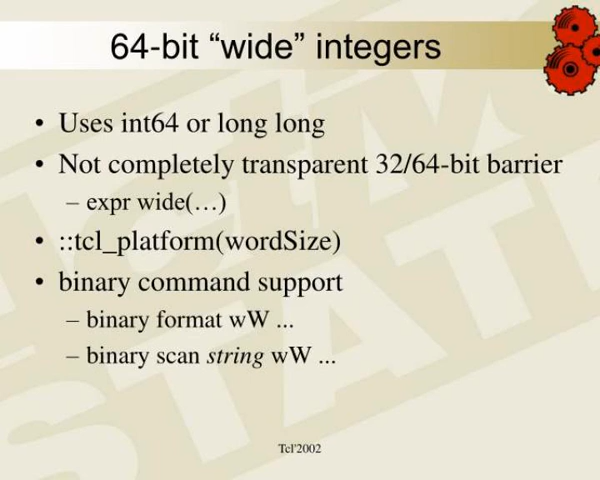 64-bit “wide” integers
• Uses int64 or long long
• Not completely transparent 32/64-bit barrier
– expr wide(…)
• ::tcl_platform(wordSize)
• binary command support
– binary format wW ...
– binary scan string wW ...
Tcl'2002